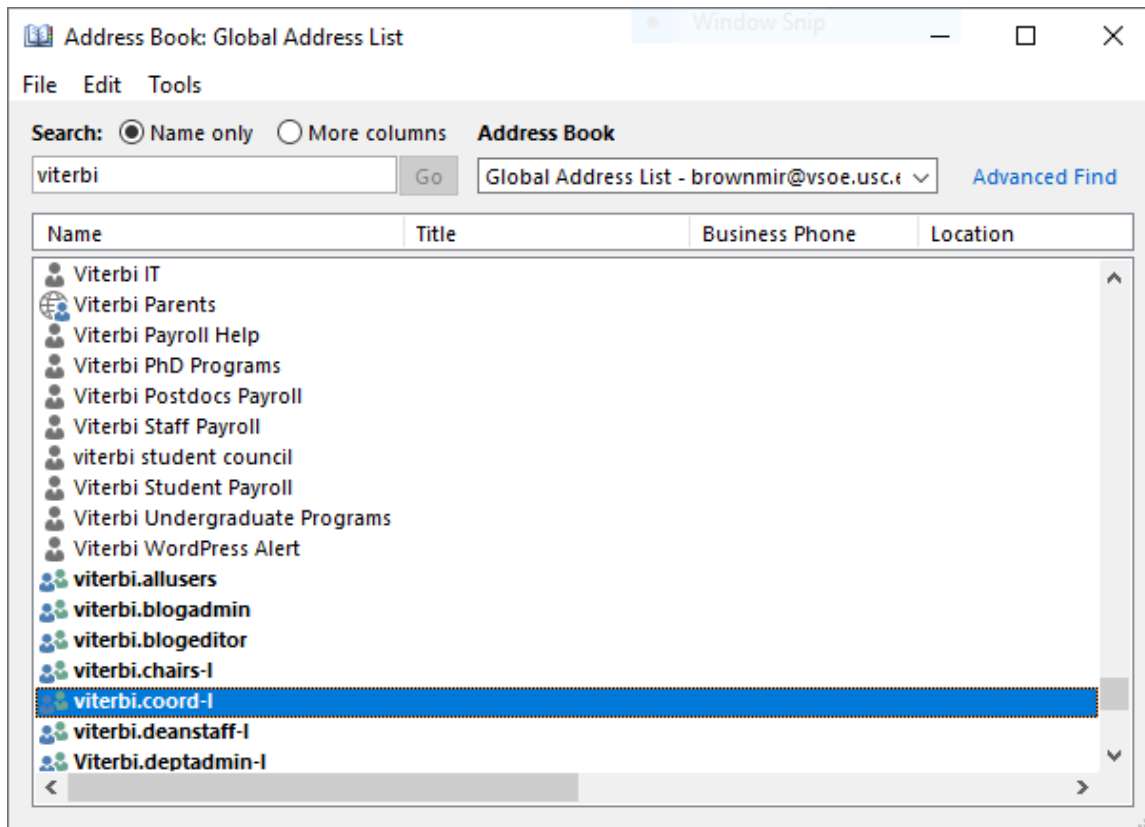 Window Snip
Address Book: Global Address List
File Edit Tools
Search: Name only More columns Address Book
viterbi Go Global Address List - brownmir@vsoe.usc.e Advanced Find
Name Title Business Phone Location
Viterbi IT
Viterbi Parents
Viterbi Payroll Help
Viterbi PhD Programs
Viterbi Postdocs Payroll
Viterbi Staff Payroll
viterbi student council
Viterbi Student Payroll
Viterbi Undergraduate Programs
Viterbi WordPress Alert
viterbi.allusers
viterbi.blogadmin
viterbi.blogeditor
viterbi.chairs-l
viterbi.coord-l
viterbi.deanstaff-l
Viterbi.deptadmin-l